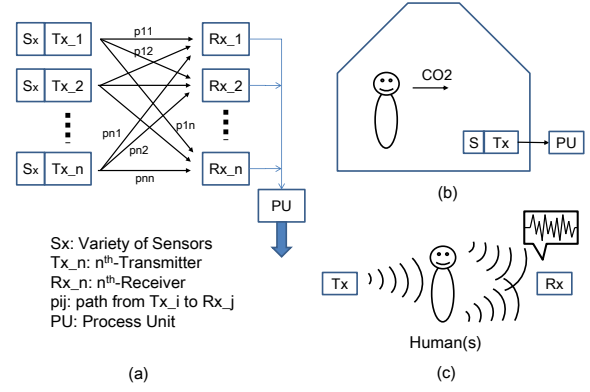 Sx Tx_1
p11
Rx_1
p12
Sx Tx_2
Rx_2
pn1
p1n
pn2
Sx Tx_n
pnn
Rx_n
PU
Sx: Variety of Sensors
Tx_n: nth-Transmitter
Rx_n: nth-Receiver
pij: path from Tx_i to Rx_j
PU: Process Unit
(a)
CO2
S Tx
PU
(b)
Tx
Rx
Human(s)
(c)